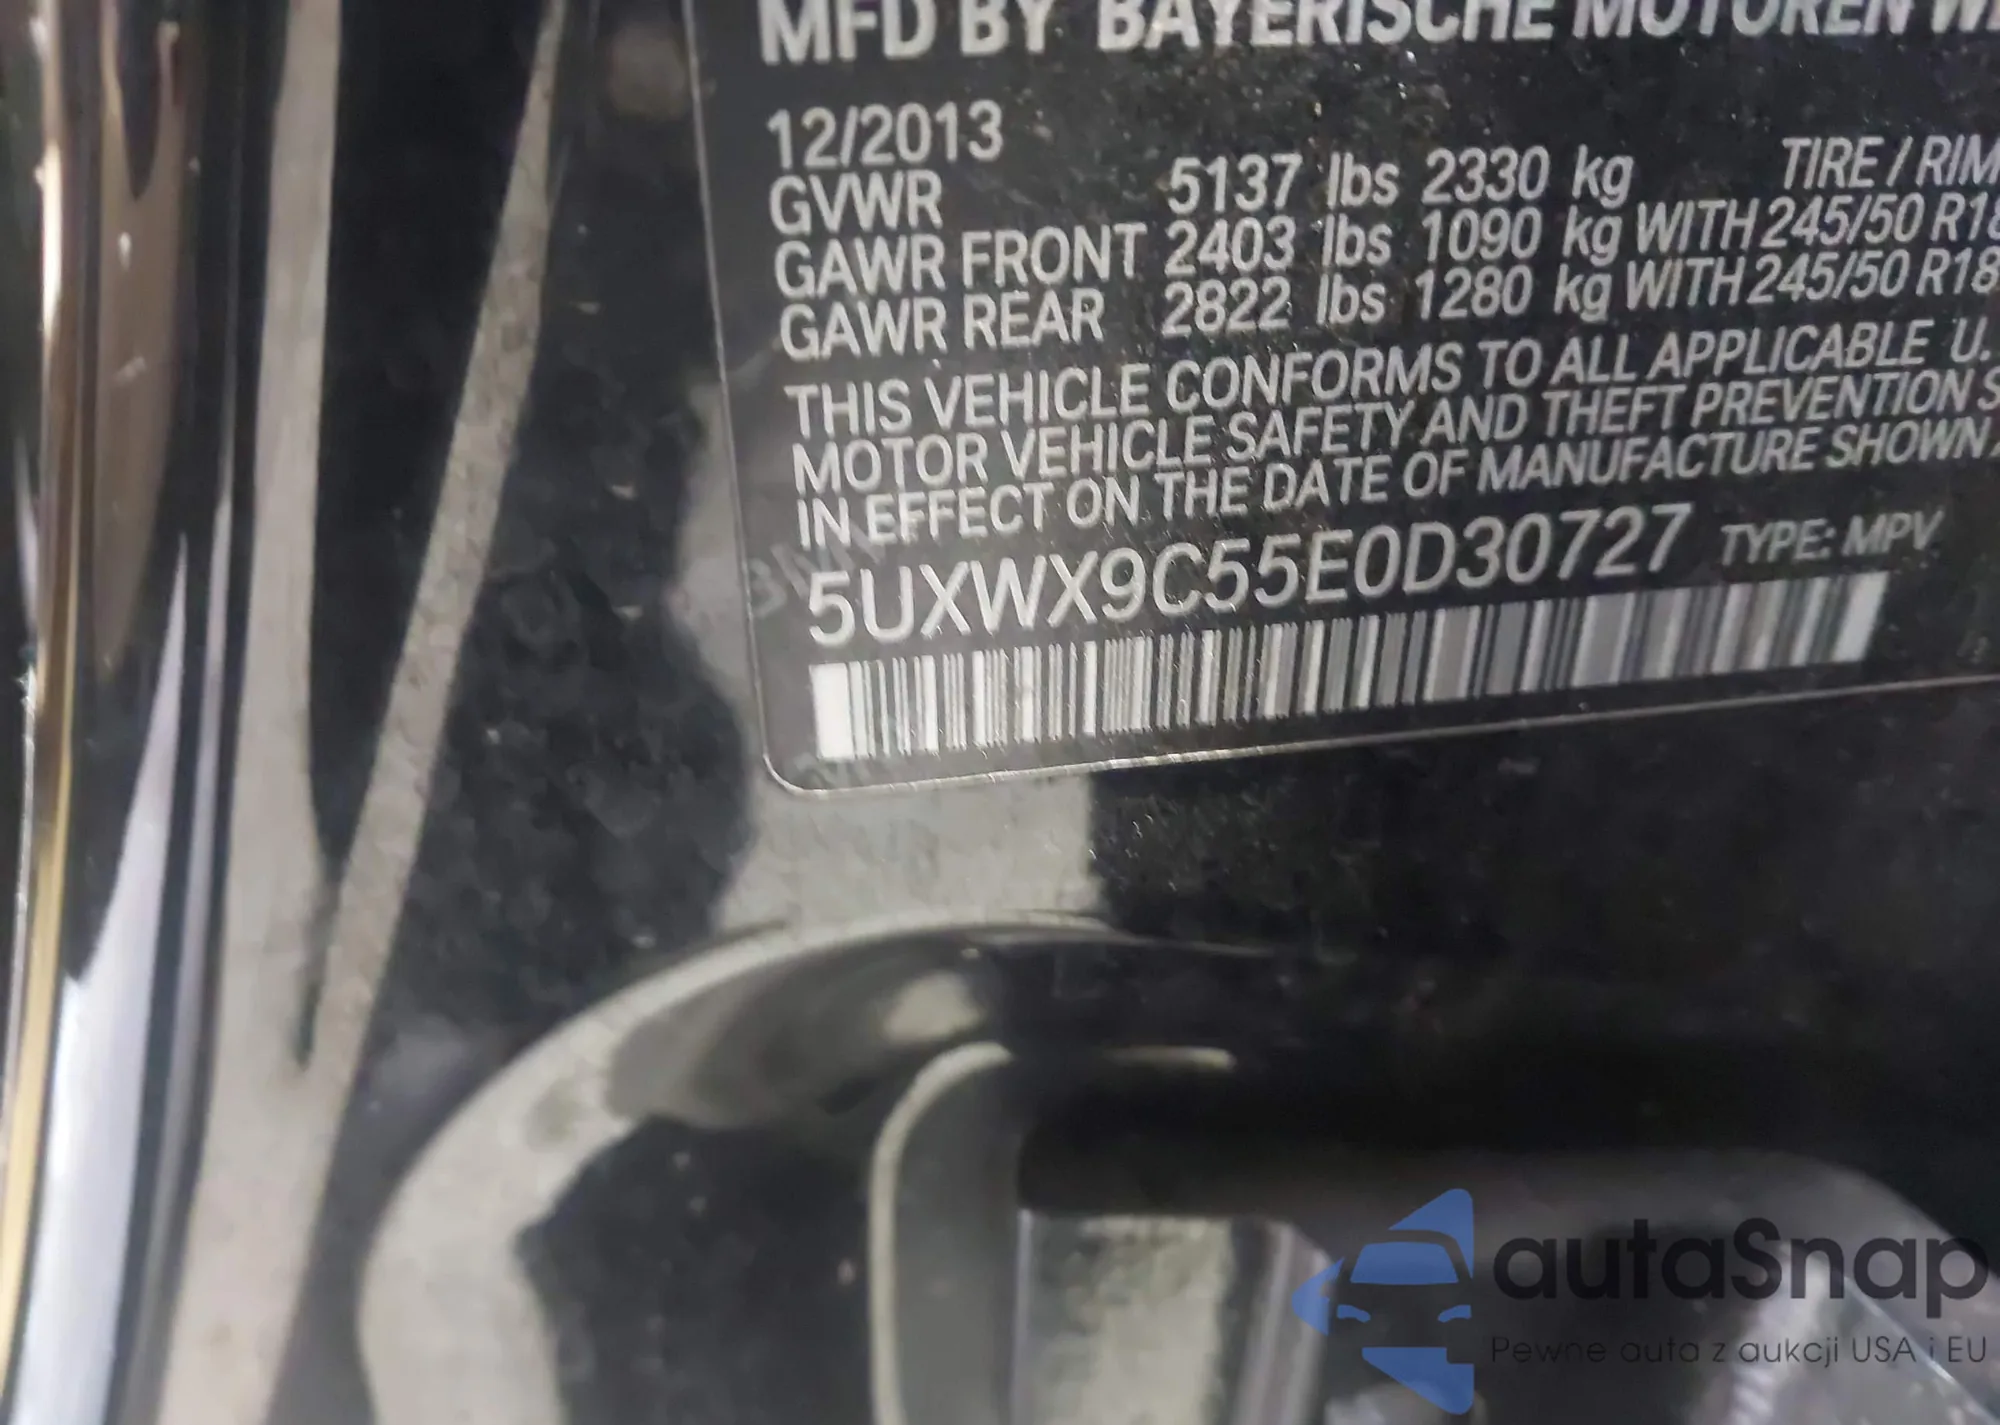 MFD BY BAYERISCHE MOTOREN
12/2013
GVWR 5137 lbs 2330 kg TIRE / RIM
GAWR FRONT 2403 lbs 1090 kg WITH 245/50 R18
GAWR REAR 2822 lbs 1280 kg WITH 245/50 R18
THIS VEHICLE CONFORMS TO ALL APPLICABLE U.
MOTOR VEHICLE SAFETY AND THEFT PREVENTION S
IN EFFECT ON THE DATE OF MANUFACTURE SHOWN
5UXWX9C55E0D30727 TYPE: MPV
autaSnap
Pewne auta z aukcji USA i EU